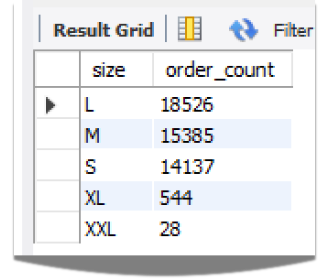 Result Grid Filter
size order_count
L 18526
M 15385
S 14137
XL 544
XXL 28